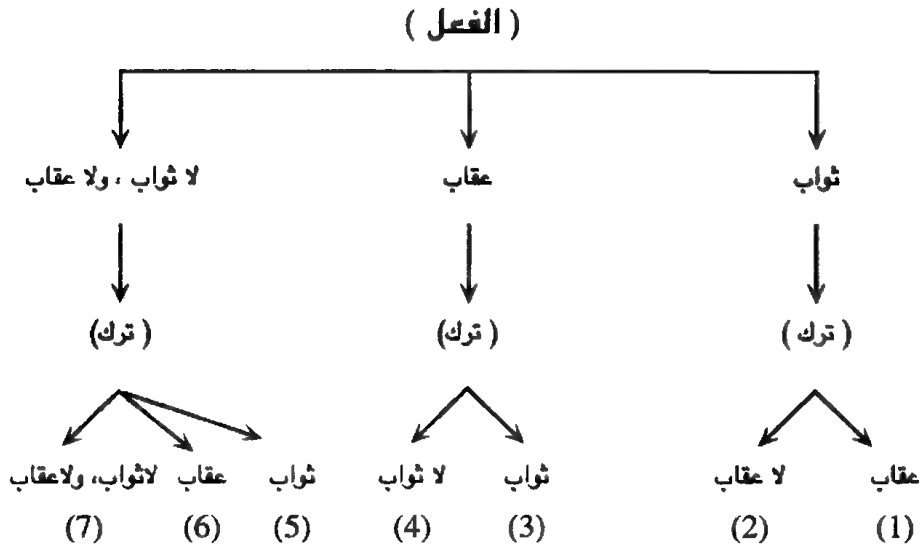 ( الفعل )
ثواب عقاب لا ثواب ، ولا عقاب
( ترك ) ( ترك ) ( ترك )
عقاب لا عقاب ثواب لا ثواب ثواب عقاب لاثواب، ولاعقاب
(1) (2) (3) (4) (5) (6) (7)